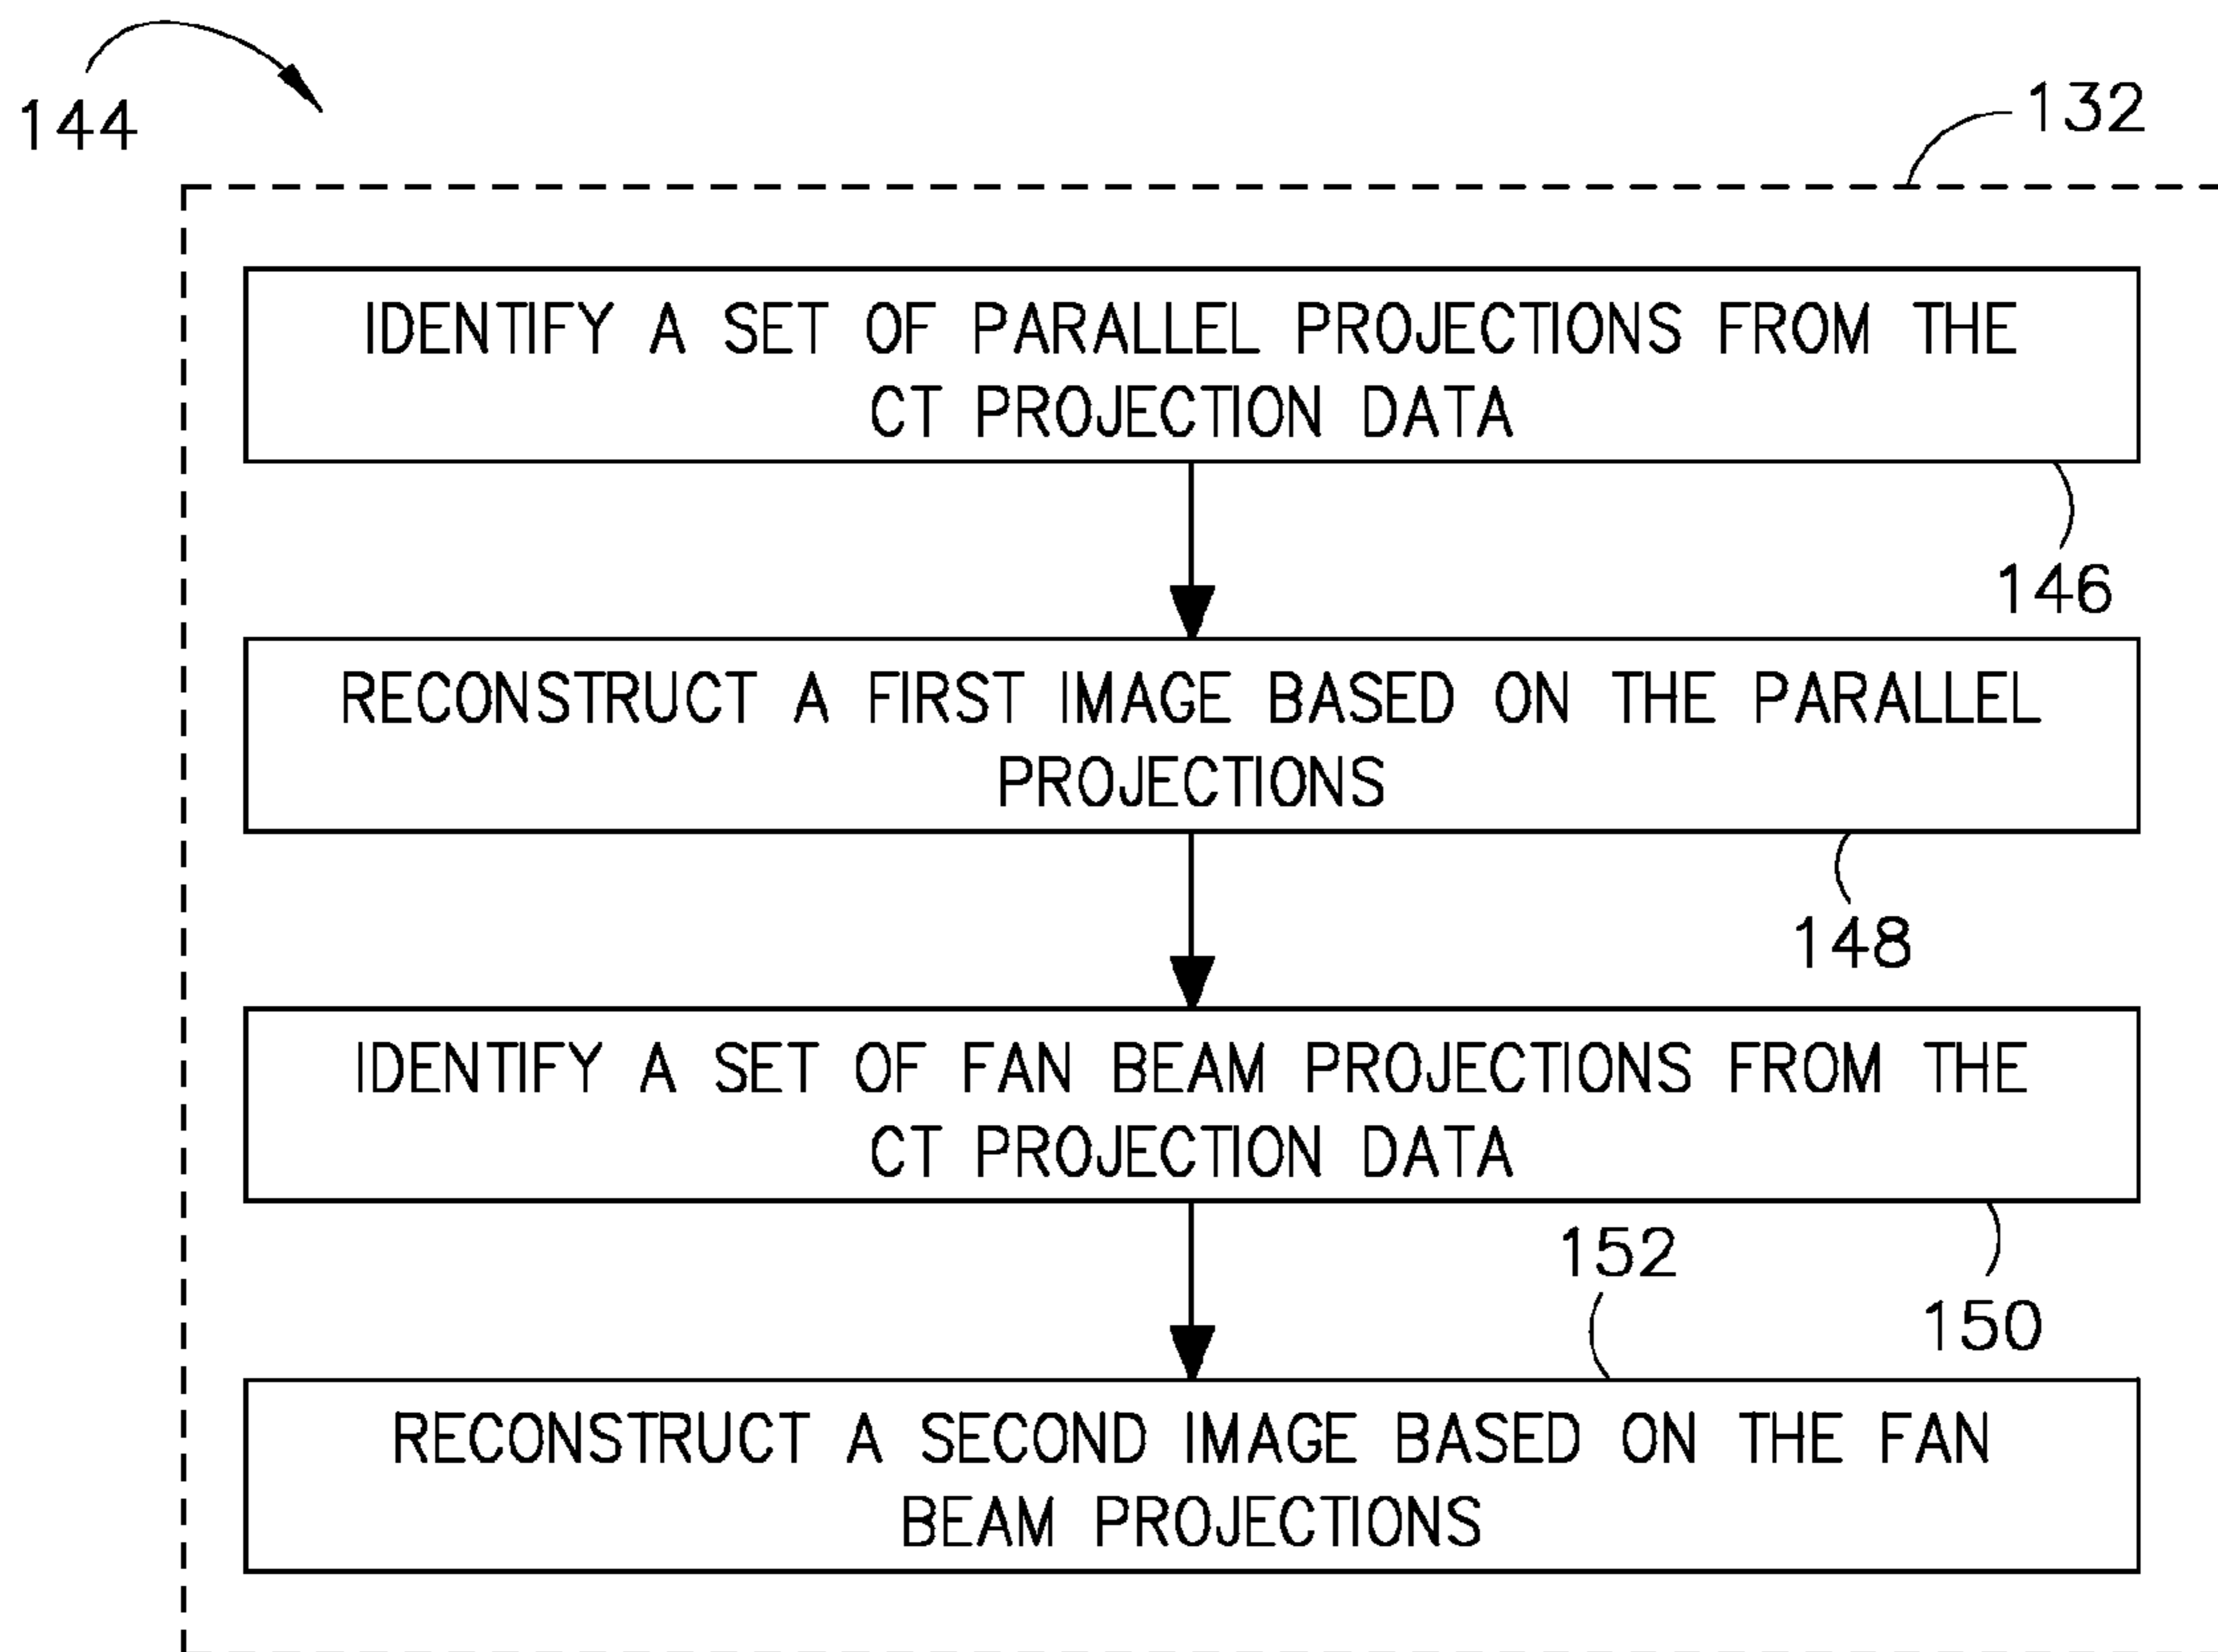 144
132
IDENTIFY A SET OF PARALLEL PROJECTIONS FROM THE
CT PROJECTION DATA
146
RECONSTRUCT A FIRST IMAGE BASED ON THE PARALLEL
PROJECTIONS
148
IDENTIFY A SET OF FAN BEAM PROJECTIONS FROM THE
CT PROJECTION DATA
152
150
RECONSTRUCT A SECOND IMAGE BASED ON THE FAN
BEAM PROJECTIONS